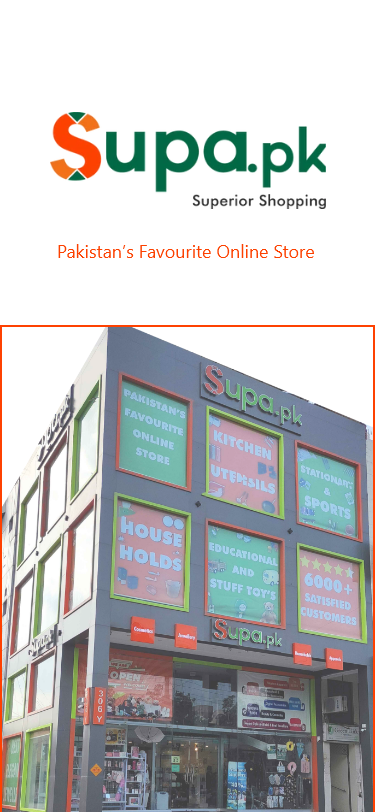 Supa.pk
Superior Shopping
Pakistan's Favourite Online Store
Supa.pk
PAKISTAN'S
FAVOURITE
ONLINE
STORE
KITCHEN
&
UTENSILS
STATIONARY
&
SPORTS
HOUSE
HOLDS
EDUCATIONAL
AND
STUFF TOY'S
6000+
SATISFIED
CUSTOMERS
Supa.pk
Cosmetics
Jewellery
OPEN
306 Y